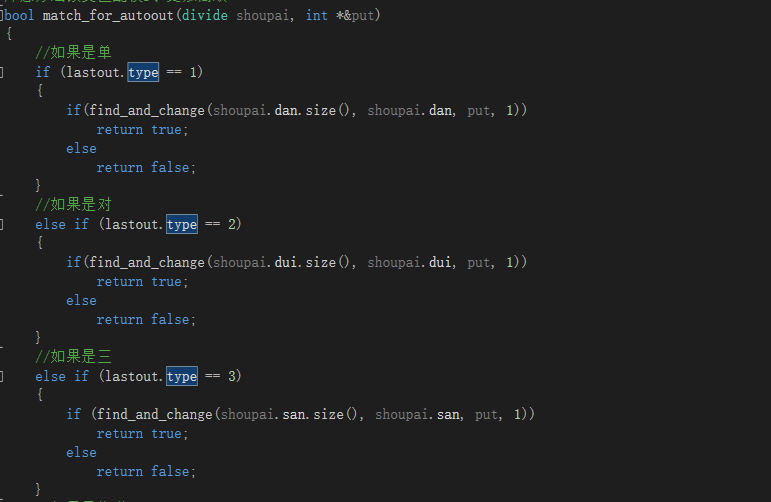 bool match_for_autoout(divide shoupai, int *&put)
{
//如果是单
if (lastout.type == 1)
{
if(find_and_change(shoupai.dan.size(), shoupai.dan, put, 1))
return true;
else
return false;
}
//如果是对
else if (lastout.type == 2)
{
if(find_and_change(shoupai.dui.size(), shoupai.dui, put, 1))
return true;
else
return false;
}
//如果是三
else if (lastout.type == 3)
{
if (find_and_change(shoupai.san.size(), shoupai.san, put, 1))
return true;
else
return false;
}